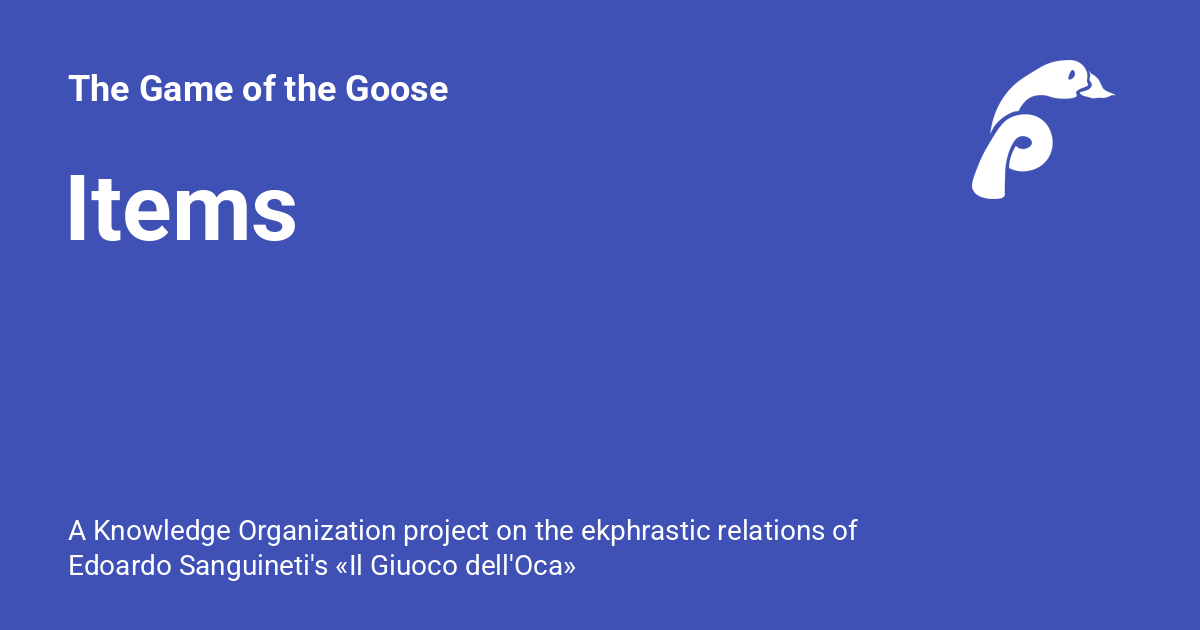 The Game of the Goose
Items
A Knowledge Organization project on the ekphrastic relations of
Edoardo Sanguineti's «Il Giuoco dell'Oca»